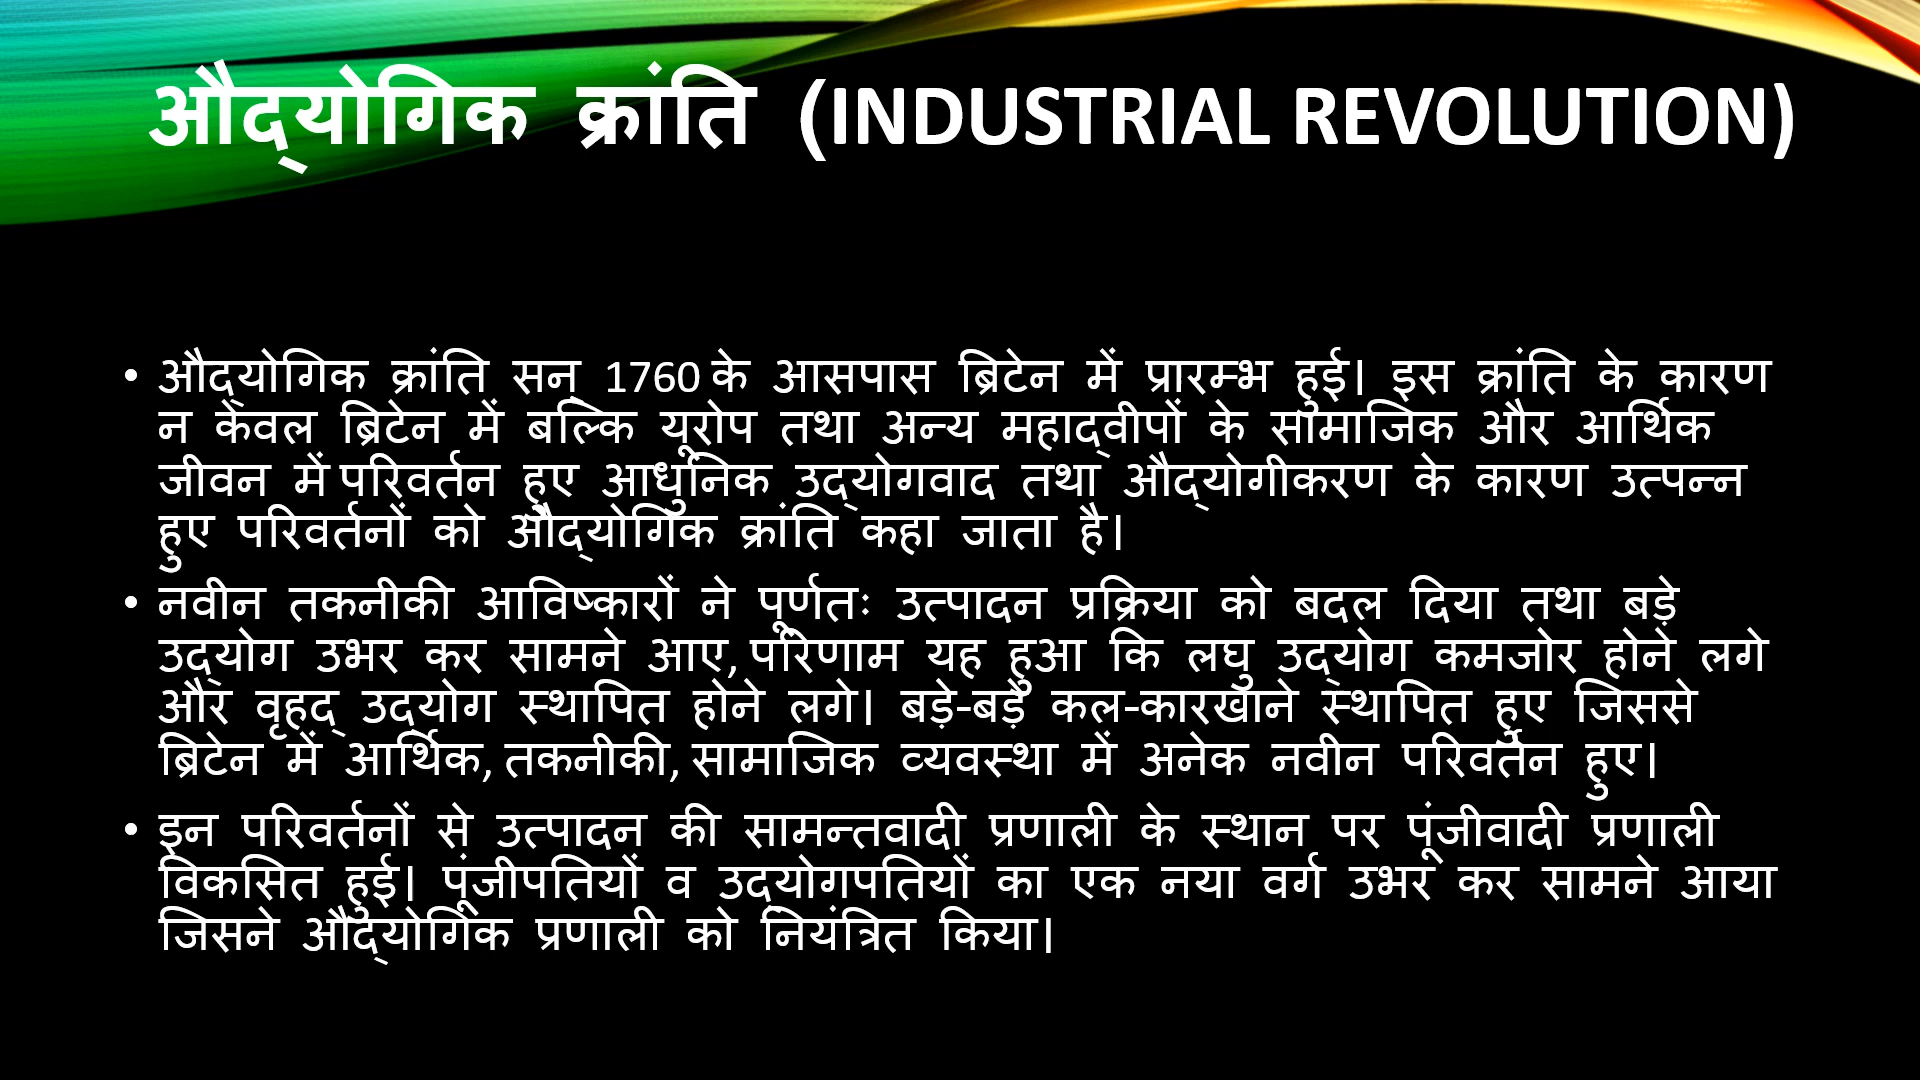 औद्योगिक क्रांति (INDUSTRIAL REVOLUTION)
• औद्योगिक क्रांति सन् 1760 के आसपास ब्रिटेन में प्रारम्भ हुई। इस क्रांति के कारण
न केवल ब्रिटेन में बल्कि यूरोप तथा अन्य महाद्वीपों के सामाजिक और आर्थिक
जीवन में परिवर्तन हुए आधुनिक उद्योगवाद तथा औद्योगीकरण के कारण उत्पन्न
हुए परिवर्तनों को औद्योगिक क्रांति कहा जाता है।
• नवीन तकनीकी आविष्कारों ने पूर्णतः उत्पादन प्रक्रिया को बदल दिया तथा बड़े
उद्योग उभर कर सामने आए, परिणाम यह हुआ कि लघु उद्योग कमजोर होने लगे
और वृहद् उद्योग स्थापित होने लगे। बड़े-बड़े कल-कारखाने स्थापित हुए जिससे
ब्रिटेन में आर्थिक, तकनीकी, सामाजिक व्यवस्था में अनेक नवीन परिवर्तन हुए।
• इन परिवर्तनों से उत्पादन की सामन्तवादी प्रणाली के स्थान पर पूंजीवादी प्रणाली
विकसित हुई। पूंजीपतियों व उद्योगपतियों का एक नया वर्ग उभर कर सामने आया
जिसने औद्योगिक प्रणाली को नियंत्रित किया।